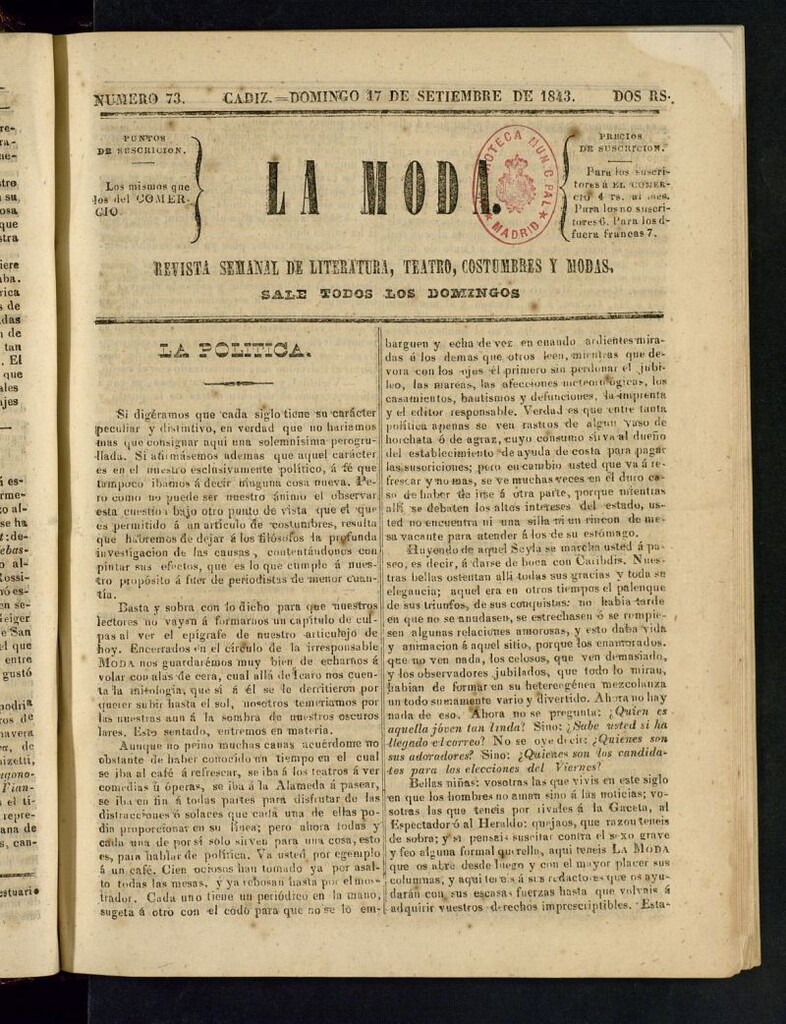 NUMERO 73. CADIZ.=DOMINGO 17 DE SETIEMBRE DE 1843. DOS RS.
PUNTOS
DE SUSCRICION.
Los mismos que
los del COMER-
CIO.
LA MODA.
BIBLIOTECA MUNICIPAL
MADRID
PRECIOS
DE SUSCRICION.
Para los suscri-
tores á EL COMER-
CIO 4 rs. al mes.
Para los no suscri-
tores 6. Para los de
fuera francas 7.
REVISTA SEMANAL DE LITERATURA, TEATRO, COSTUMBRES Y MODAS.
SALE TODOS LOS DOMINGOS
LA POLITICA.
Si digéramos que cada siglo tiene su carácter
peculiar y distintivo, en verdad que no hariamos
mas que consignar aqui una solemnísima perogru-
llada. Si afirmásemos ademas que aquel carácter
es en el nuestro esclusivamente político, á fé que
tampoco ibamos á decir ninguna cosa nueva. Pe-
ro como no puede ser nuestro ánimo el observar
esta cuestion bajo otro punto de vista que el que
es permitido á un artículo de costumbres, resulta
que habremos de dejar á los filósofos la profunda
investigacion de las causas, contentándonos con
pintar sus efectos, que es lo que cumple á nues-
tro propósito á fuer de periodistas de menor cuan-
tía.
Basta y sobra con lo dicho para que nuestros
lectores no vayan á formarnos un capítulo de cul-
pas al ver el epígrafe de nuestro articulejo de
hoy. Encerrados en el círculo de la irresponsable
MODA nos guardarémos muy bien de echarnos á
volar con alas de cera, cual allá de Icaro nos cuen-
ta la mitología, que si á él se le derritieron por
querer subir hasta el sol, nosotros temeriamos por
las nuestras aun á la sombra de nuestros oscuros
lares. Esto sentado, entremos en materia.
Aunque no peino muchas canas acuérdome no
obstante de haber conocido un tiempo en el cual
se iba al café á refrescar, se iba á los teatros á ver
comedias ú óperas, se iba á la Alameda á pasear,
se iba en fin á todas partes para disfrutar de las
distracciones ó solaces que cada una de ellas po-
dia proporcionar en su línea; pero ahora todas y
cada una de por sí solo sirven para una cosa, esto
es, para hablar de política. Va usted por egemplo
á un café. Cien ociosos han tomado ya por asal-
to todas las mesas, y ya rebosan hasta por el mos-
trador. Cada uno tiene un periódico en la mano,
sugeta á otro con el codo para que no se lo em-
barguen y echa de vez en cuando ardientes mira-
das á los demas que otros leen, mientras que de-
vora con los ojos él primero sin perdonar el jubi-
leo, las mareas, las afecciones meteorológicas, los
casamientos, bautismos y defunciones, la imprenta
y el editor responsable. Verdad es que entre tanta
política apenas se ven rastros de algun vaso de
horchata ó de agraz, cuyo consumo sirva al dueño
del establecimiento de ayuda de costa para pagar
las suscriciones; pero en cambio usted que va á re-
frescar y no mas, se ve muchas veces en el duro ca-
so de haber de irse á otra parte, porque mientras
alli se debaten los altos intereses del estado, us-
ted no encuentra ni una silla ni un rincon de me-
sa vacante para atender á los de su estómago.
Huyendo de aquel Scyla se marcha usted á pa-
seo, es decir, á darse de boca con Caribdis. Nues-
tras bellas ostentan alli todas sus gracias y toda su
elegancia; aquel era en otros tiempos el palenque
de sus triunfos, de sus conquistas: no habia tarde
en que no se anudasen, se estrechasen ó se rompie-
sen algunas relaciones amorosas, y esto daba vida
y animacion á aquel sitio, porque los enamorados,
que no ven nada, los celosos, que ven demasiado,
y los observadores jubilados, que todo lo miran,
habian de formar en su heterogénea mezcolanza
un todo sumamente vario y divertido. Ahora no hay
nada de eso. Ahora no se pregunta: ¿Quien es
aquella jóven tan linda? Sino: ¿Sabe usted si ha
llegado el correo? No se oye decir: ¿Quienes son
sus adoradores? Sino: ¿Quienes son los candida-
tos para las elecciones del Viernes?
Bellas niñas: vosotras las que vivis en este siglo
en que los hombres no aman sino á las noticias; vo-
sotras las que teneis por rivales á la Gaceta, al
Espectador ó al Heraldo: quejaos, que razon teneis
de sobra; y si pensais suscitar contra el sexo grave
y feo alguna formal querella, aqui teneis LA MODA
que os abre desde luego y con el mayor placer sus
columnas, y aqui teneis á sus redactores que os ayu-
darán con sus escasas fuerzas hasta que volvais á
adquirir vuestros derechos imprescriptibles. Esta-